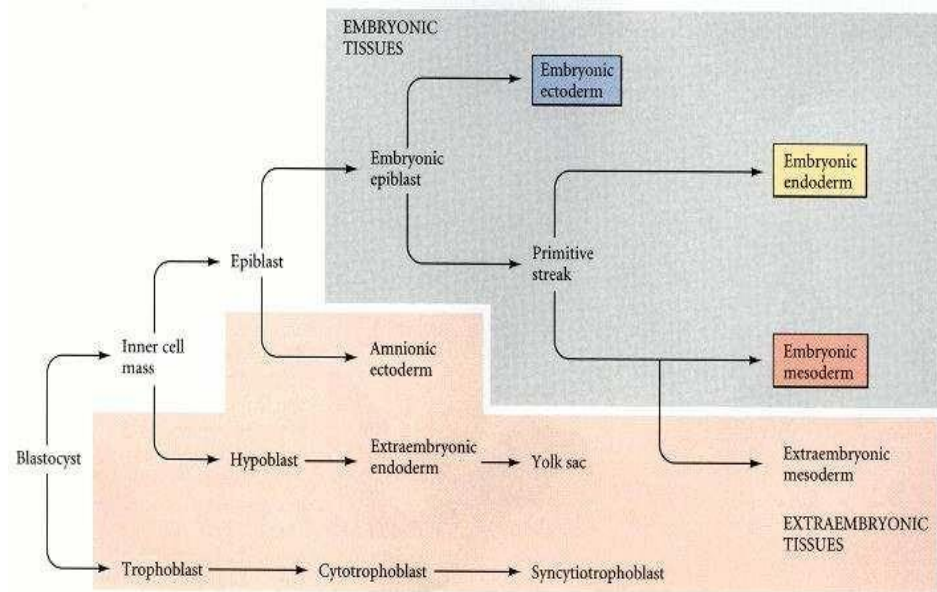 EMBRYONIC
TISSUES
Embryonic
ectoderm
Embryonic
epiblast
Embryonic
endoderm
Epiblast
Primitive
streak
Inner cell
mass
Amnionic
ectoderm
Embryonic
mesoderm
Blastocyst
Hypoblast
Extraembryonic
endoderm
Yolk sac
Extraembryonic
mesoderm
EXTRAEMBRYONIC
TISSUES
Trophoblast
Cytotrophoblast
Syncytiotrophoblast